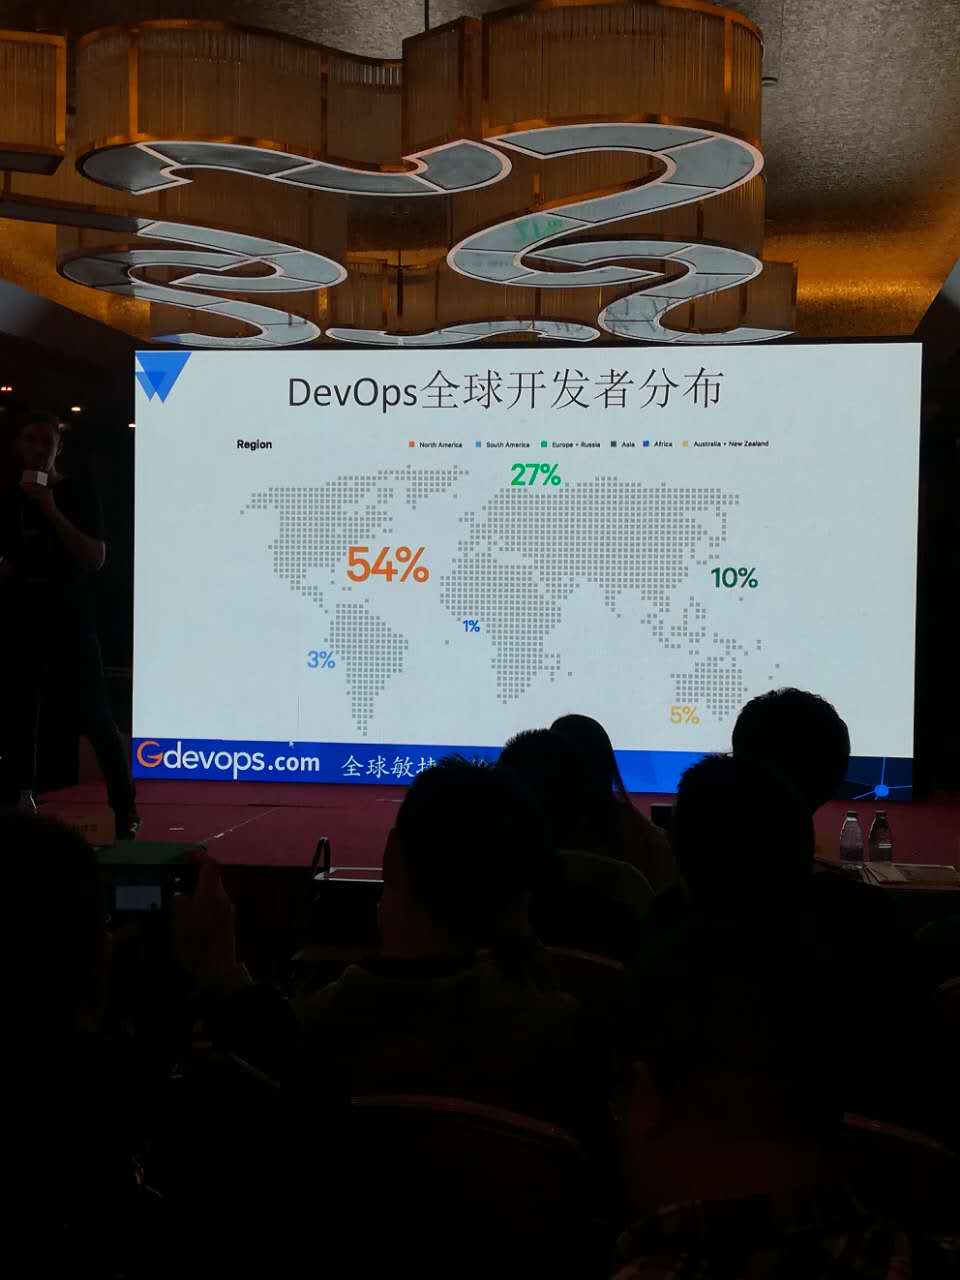 DevOps全球开发者分布
Region
North America South America Europe + Russia Asia Africa Australia + New Zealand
27%
54%
10%
1%
3%
5%
Gdevops.com 全球敏捷